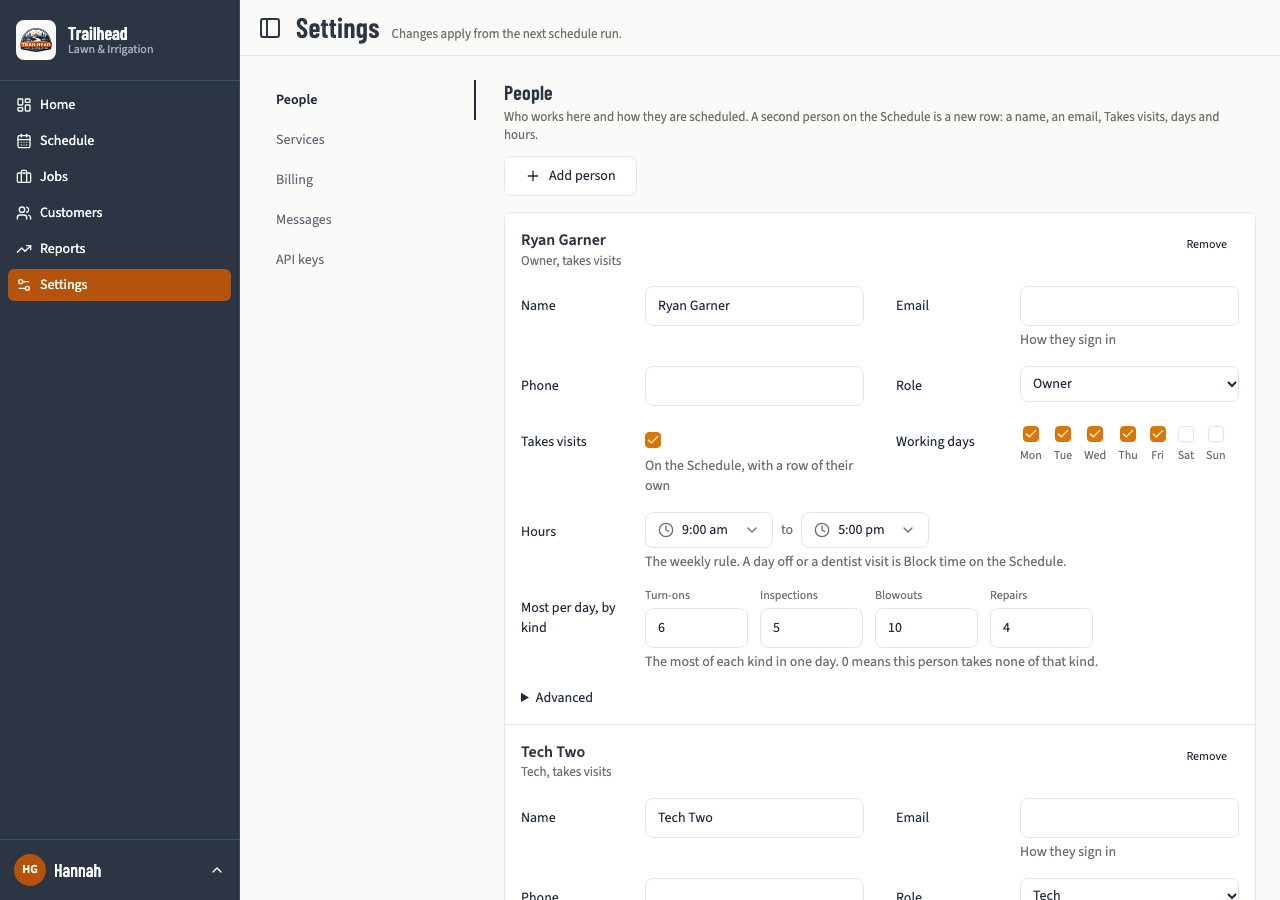 TRAILHEAD
Trailhead
Lawn & Irrigation
Home
Schedule
Jobs
Customers
Reports
Settings
HG
Hannah
Settings
Changes apply from the next schedule run.
People
Services
Billing
Messages
API keys
People
Who works here and how they are scheduled. A second person on the Schedule is a new row: a name, an email, Takes visits, days and
hours.
Add person
Ryan Garner
Owner, takes visits
Remove
Name
Ryan Garner
Email
How they sign in
Phone
Role
Owner
Takes visits
On the Schedule, with a row of their
own
Working days
Mon Tue Wed Thu Fri Sat Sun
Hours
9:00 am to 5:00 pm
The weekly rule. A day off or a dentist visit is Block time on the Schedule.
Most per day, by
kind
Turn-ons Inspections Blowouts Repairs
6 5 10 4
The most of each kind in one day. 0 means this person takes none of that kind.
Advanced
Tech Two
Tech, takes visits
Remove
Name
Tech Two
Email
How they sign in
Phone
Role
Tech